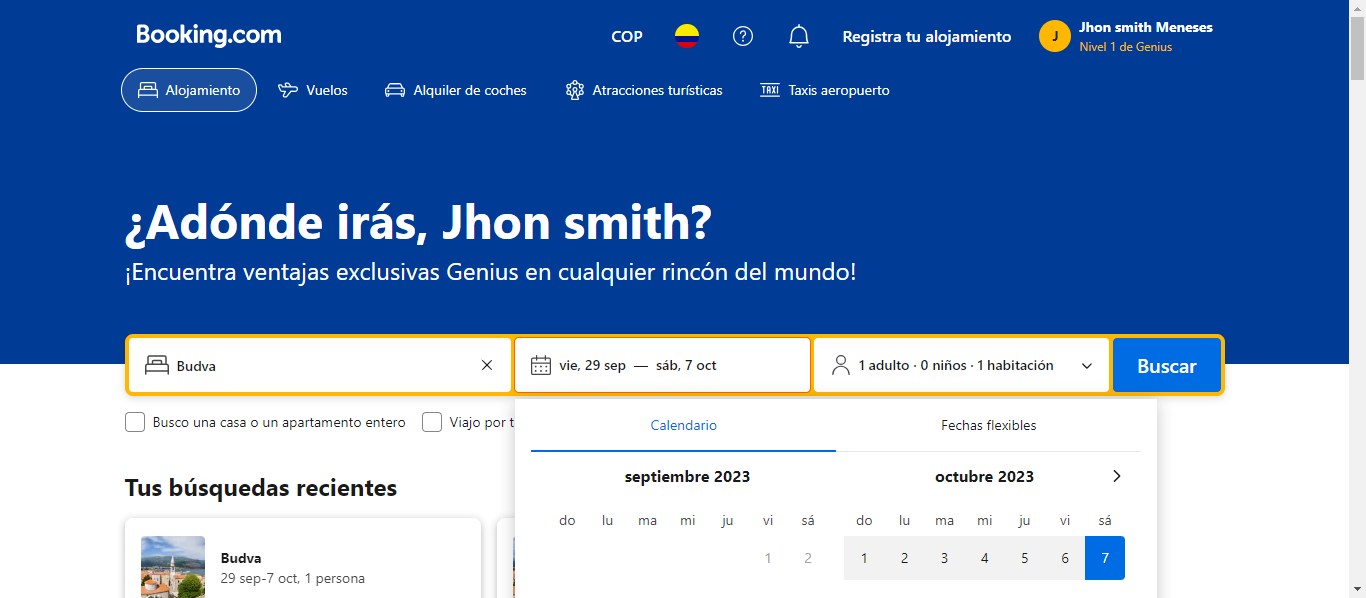 Booking.com
COP
Registra tu alojamiento
J
Jhon smith Meneses
Nivel 1 de Genius
Alojamiento
Vuelos
Alquiler de coches
Atracciones turísticas
TAXI
Taxis aeropuerto
¿Adónde irás, Jhon smith?
¡Encuentra ventajas exclusivas Genius en cualquier rincón del mundo!
Budva
vie, 29 sep — sáb, 7 oct
1 adulto · 0 niños · 1 habitación
Buscar
Busco una casa o un apartamento entero
Viajo por t
Calendario
Fechas flexibles
septiembre 2023
octubre 2023
do lu ma mi ju vi sá
do lu ma mi ju vi sá
1 2
1 2 3 4 5 6 7
Tus búsquedas recientes
Budva
29 sep-7 oct, 1 persona